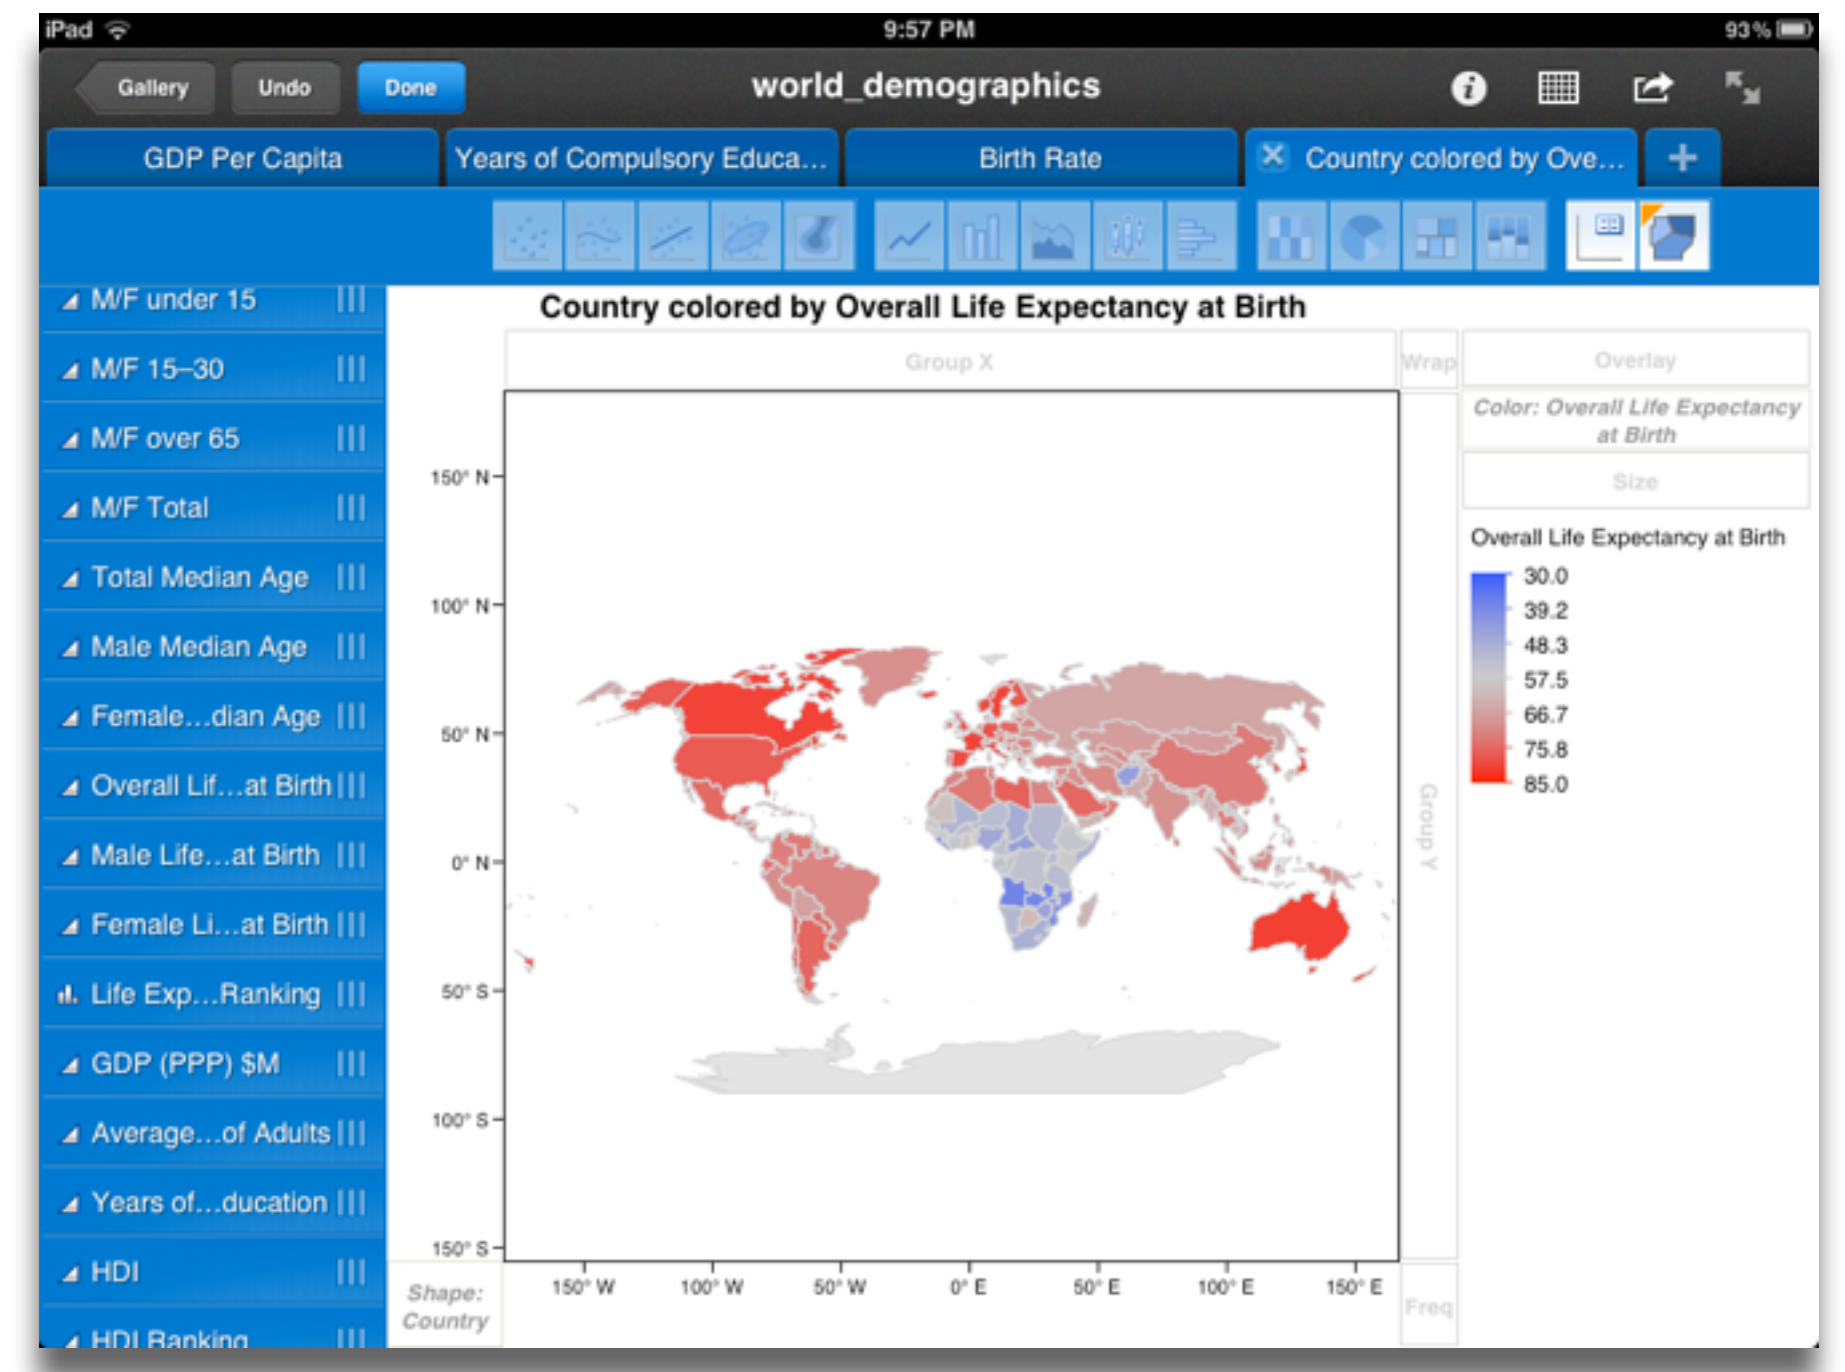 iPad 9:57 PM 93%
Gallery Undo Done world_demographics
GDP Per Capita Years of Compulsory Educa... Birth Rate Country colored by Ove...
M/F under 15
M/F 15–30
M/F over 65
M/F Total
Total Median Age
Male Median Age
Female...dian Age
Overall Lif...at Birth
Male Life...at Birth
Female Li...at Birth
Life Exp...Ranking
GDP (PPP) $M
Average...of Adults
Years of...ducation
HDI
HDI Ranking
Country colored by Overall Life Expectancy at Birth
Group X
Wrap
Overlay
Color: Overall Life Expectancy
at Birth
Size
Overall Life Expectancy at Birth
30.0
39.2
48.3
57.5
66.7
75.8
85.0
150° N
100° N
50° N
0° N
50° S
100° S
150° S
Group Y
150° W 100° W 50° W 0° E 50° E 100° E 150° E
Shape:
Country
Freq